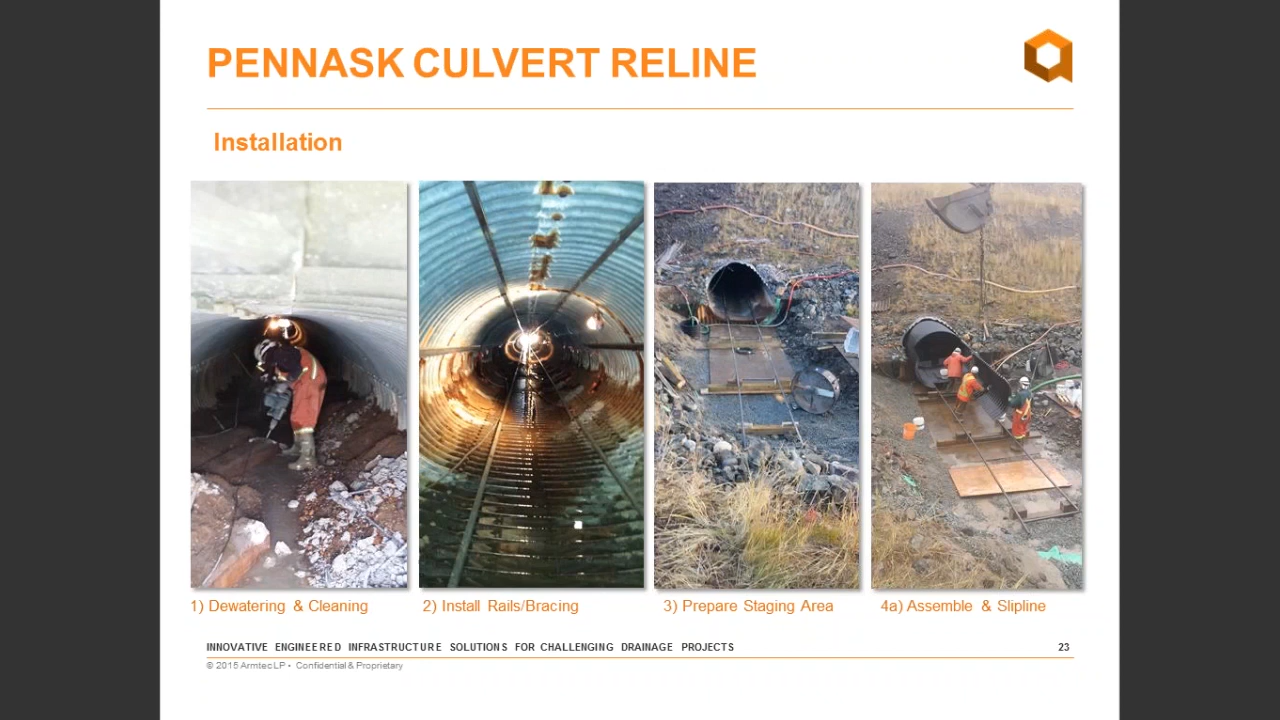 PENNASK CULVERT RELINE
Installation
1) Dewatering & Cleaning
2) Install Rails/Bracing
3) Prepare Staging Area
4a) Assemble & Slipline
INNOVATIVE ENGINEERED INFRASTRUCTURE SOLUTIONS FOR CHALLENGING DRAINAGE PROJECTS
23
© 2015 Armtec LP • Confidential & Proprietary